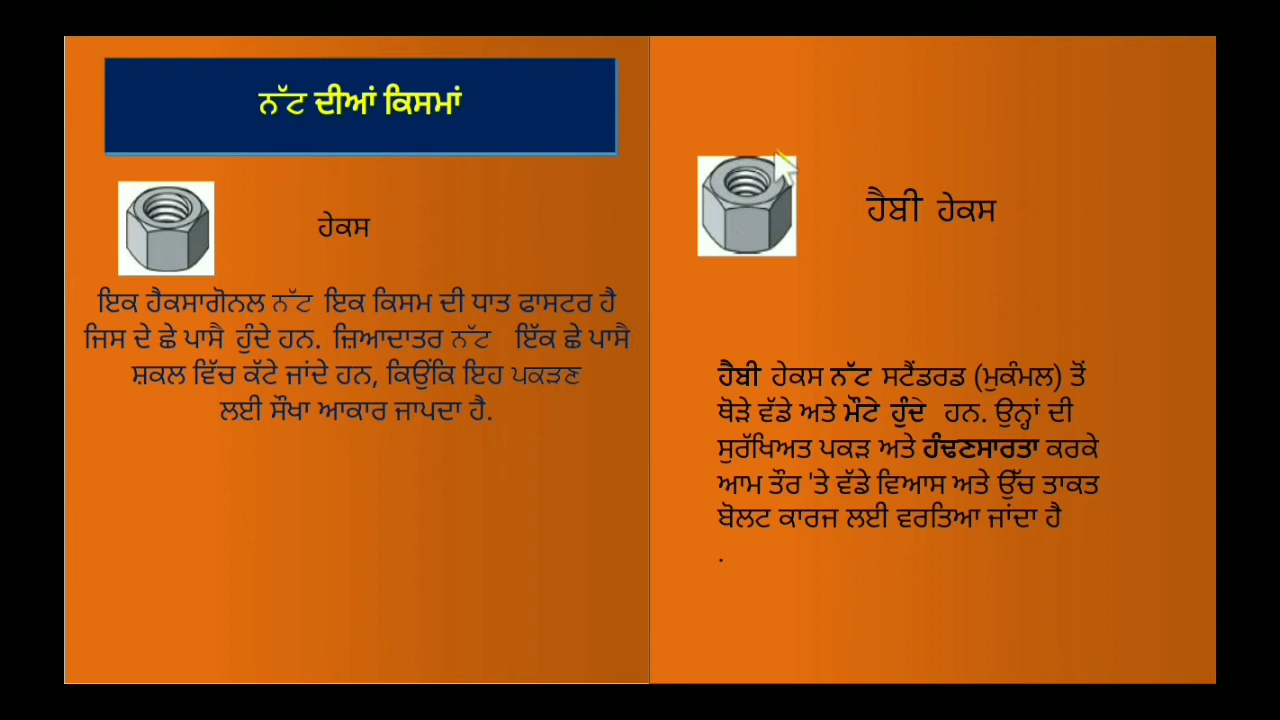 ਨੱਟ ਦੀਆਂ ਕਿਸਮਾਂ
ਹੇਕਸ
ਇਕ ਹੈਕਸਾਗੋਨਲ ਨੱਟ ਇਕ ਕਿਸਮ ਦੀ ਧਾਤ ਫਾਸਟਰ ਹੈ
ਜਿਸ ਦੇ ਛੇ ਪਾਸੈ ਹੁੰਦੇ ਹਨ. ਜ਼ਿਆਦਾਤਰ ਨੱਟ ਇੱਕ ਛੇ ਪਾਸੈ
ਸ਼ਕਲ ਵਿੱਚ ਕੱਟੇ ਜਾਂਦੇ ਹਨ, ਕਿਉਂਕਿ ਇਹ ਪਕੜਣ
ਲਈ ਸੌਖਾ ਆਕਾਰ ਜਾਪਦਾ ਹੈ.
ਹੈਬੀ ਹੇਕਸ
ਹੈਬੀ ਹੇਕਸ ਨੱਟ ਸਟੈਂਡਰਡ (ਮੁਕੰਮਲ) ਤੋਂ
ਥੋੜੇ ਵੱਡੇ ਅਤੇ ਮੌਟੇ ਹੁੰਦੇ ਹਨ. ਉਨ੍ਹਾਂ ਦੀ
ਸੁਰੱਖਿਅਤ ਪਕੜ ਅਤੇ ਹੰਢਣਸਾਰਤਾ ਕਰਕੇ
ਆਮ ਤੌਰ 'ਤੇ ਵੱਡੇ ਵਿਆਸ ਅਤੇ ਉੱਚ ਤਾਕਤ
ਬੋਲਟ ਕਾਰਜ ਲਈ ਵਰਤਿਆ ਜਾਂਦਾ ਹੈ
.